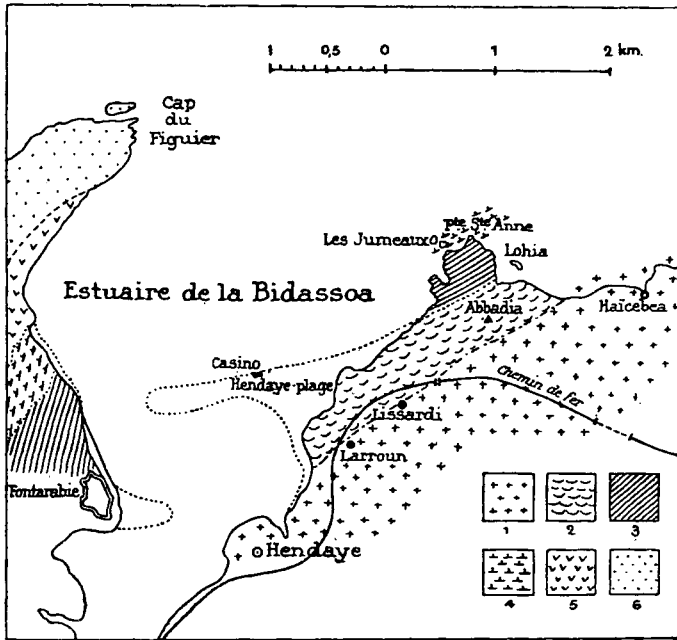 1 0,5 0 1 2 km.
Cap
du
Figuier
Pte Ste Anne
Les Jumeaux
Lohia
Estuaire de la Bidassoa
Abbadia
Haïcebea
Casino
Hendaye-plage
Chemin de fer
Lissardi
Larroun
Fontarabie
Hendaye
1 2 3
4 5 6